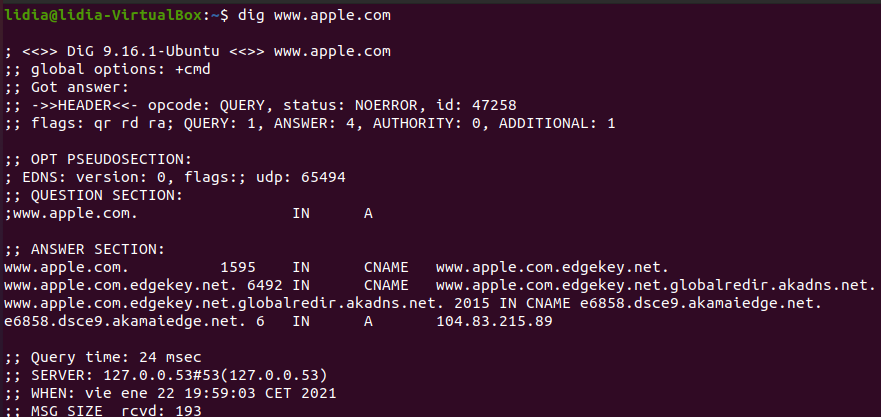 lidia@lidia-VirtualBox:~$ dig www.apple.com
; <<>> DiG 9.16.1-Ubuntu <<>> www.apple.com
;; global options: +cmd
;; Got answer:
;; ->>HEADER<<- opcode: QUERY, status: NOERROR, id: 47258
;; flags: qr rd ra; QUERY: 1, ANSWER: 4, AUTHORITY: 0, ADDITIONAL: 1
;; OPT PSEUDOSECTION:
; EDNS: version: 0, flags:; udp: 65494
;; QUESTION SECTION:
;www.apple.com. IN A
;; ANSWER SECTION:
www.apple.com. 1595 IN CNAME www.apple.com.edgekey.net.
www.apple.com.edgekey.net. 6492 IN CNAME www.apple.com.edgekey.net.globalredir.akadns.net.
www.apple.com.edgekey.net.globalredir.akadns.net. 2015 IN CNAME e6858.dsce9.akamaiedge.net.
e6858.dsce9.akamaiedge.net. 6 IN A 104.83.215.89
;; Query time: 24 msec
;; SERVER: 127.0.0.53#53(127.0.0.53)
;; WHEN: vie ene 22 19:59:03 CET 2021
;; MSG SIZE rcvd: 193